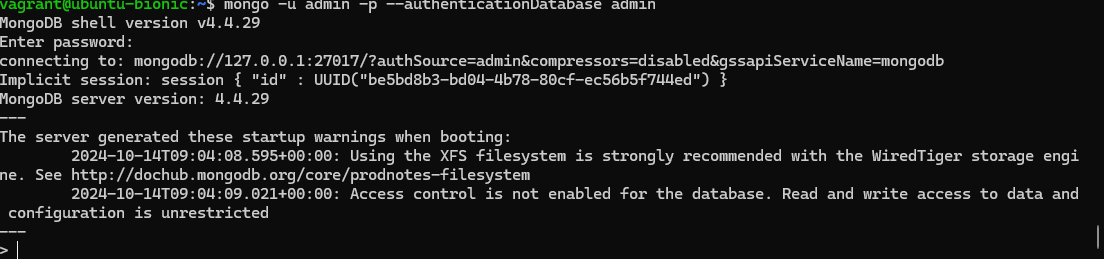 vagrant@ubuntu-bionic:~$ mongo -u admin -p --authenticationDatabase admin
MongoDB shell version v4.4.29
Enter password:
connecting to: mongodb://127.0.0.1:27017/?authSource=admin&compressors=disabled&gssapiServiceName=mongodb
Implicit session: session { "id" : UUID("be5bd8b3-bd04-4b78-80cf-ec56b5f744ed") }
MongoDB server version: 4.4.29
---
The server generated these startup warnings when booting:
        2024-10-14T09:04:08.595+00:00: Using the XFS filesystem is strongly recommended with the WiredTiger storage engi
ne. See http://dochub.mongodb.org/core/prodnotes-filesystem
        2024-10-14T09:04:09.021+00:00: Access control is not enabled for the database. Read and write access to data and
 configuration is unrestricted
---
>